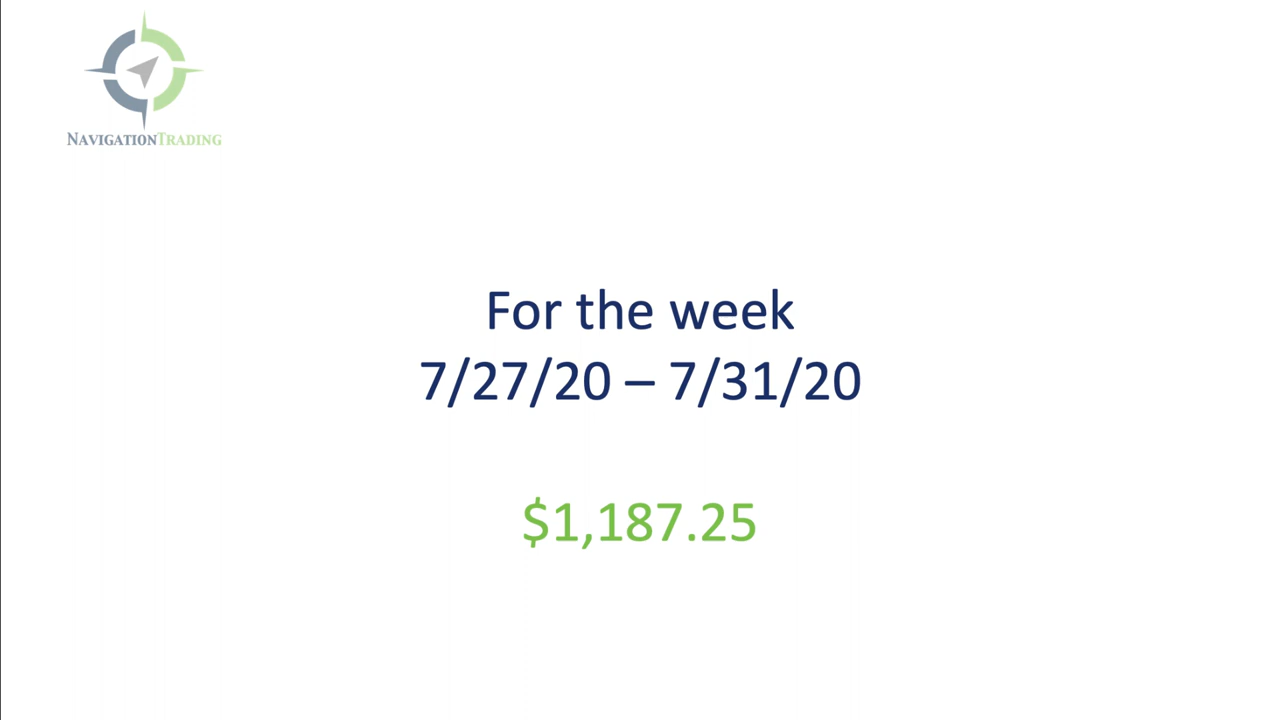 NAVIGATIONTRADING
For the week
7/27/20 – 7/31/20
$1,187.25